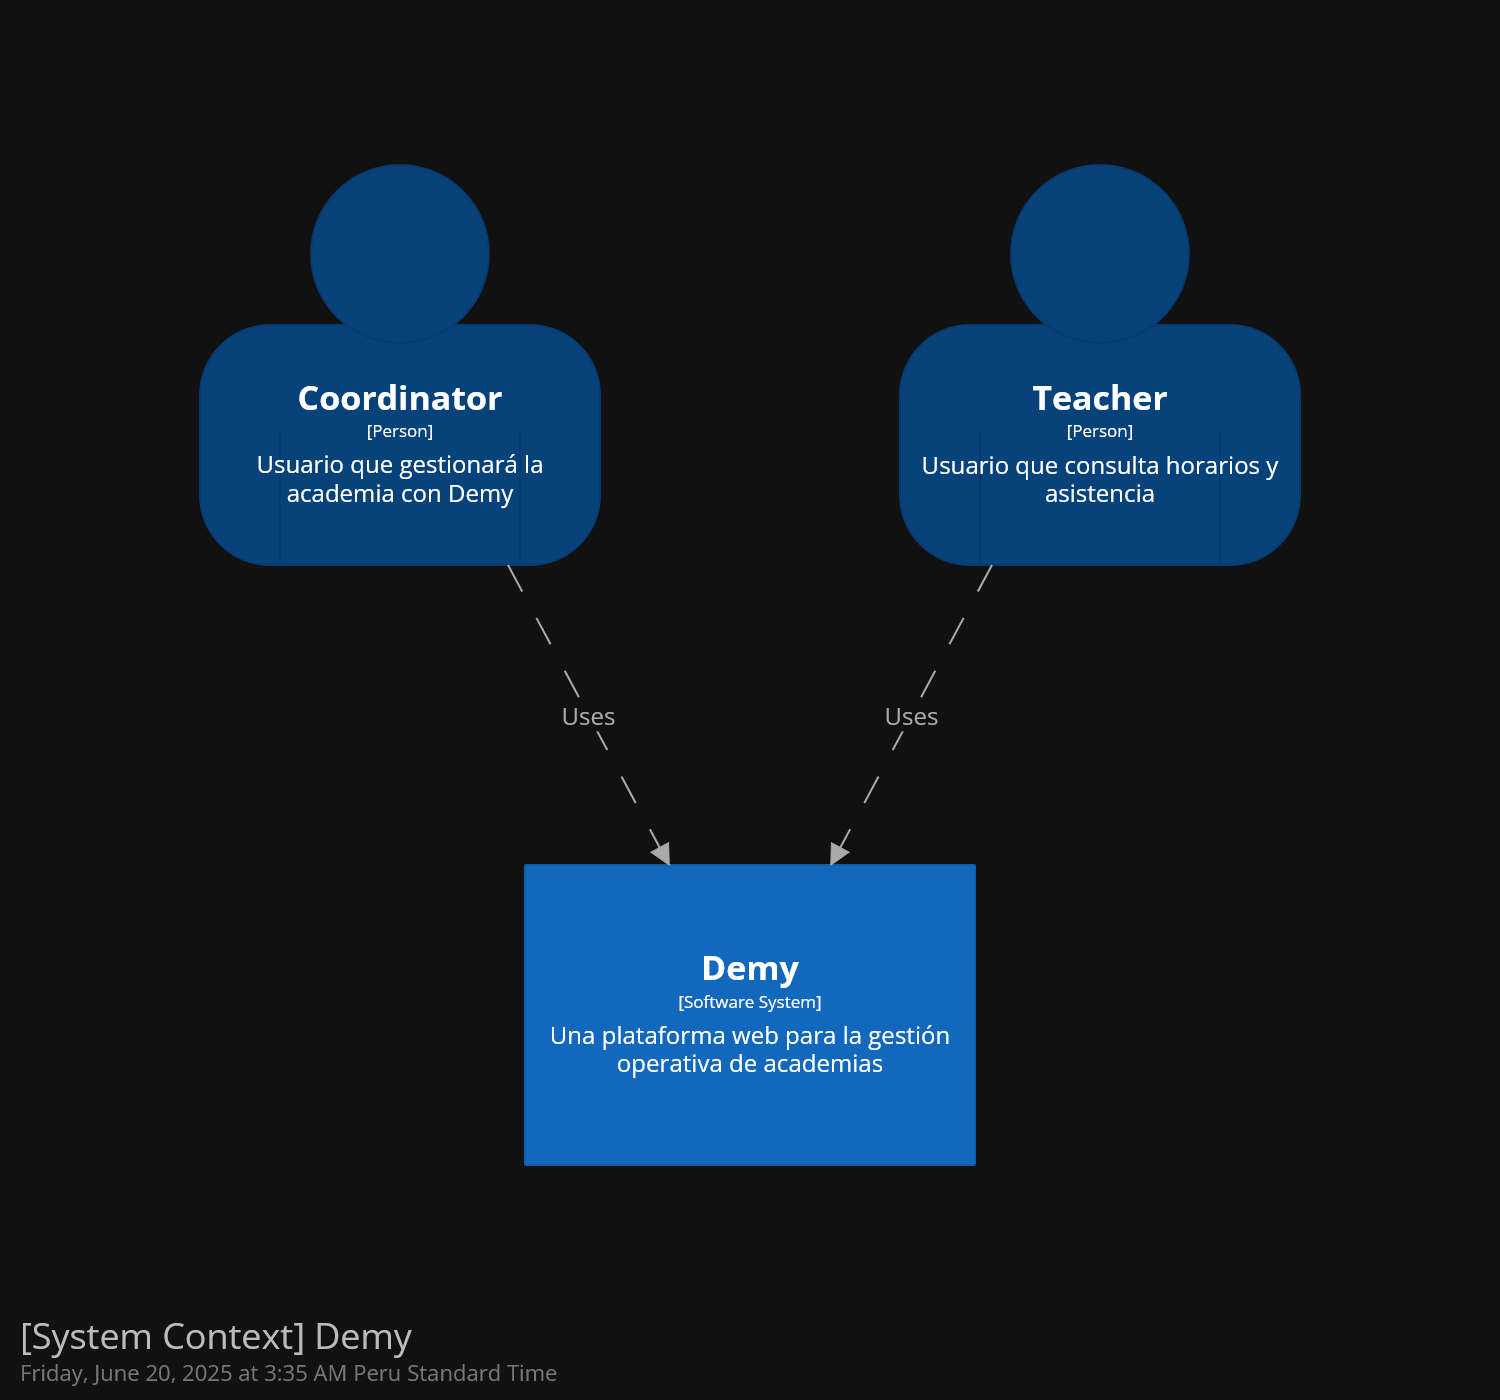 Coordinator
[Person]
Usuario que gestionará la
academia con Demy
Teacher
[Person]
Usuario que consulta horarios y
asistencia
Uses
Uses
Demy
[Software System]
Una plataforma web para la gestión
operativa de academias
[System Context] Demy
Friday, June 20, 2025 at 3:35 AM Peru Standard Time